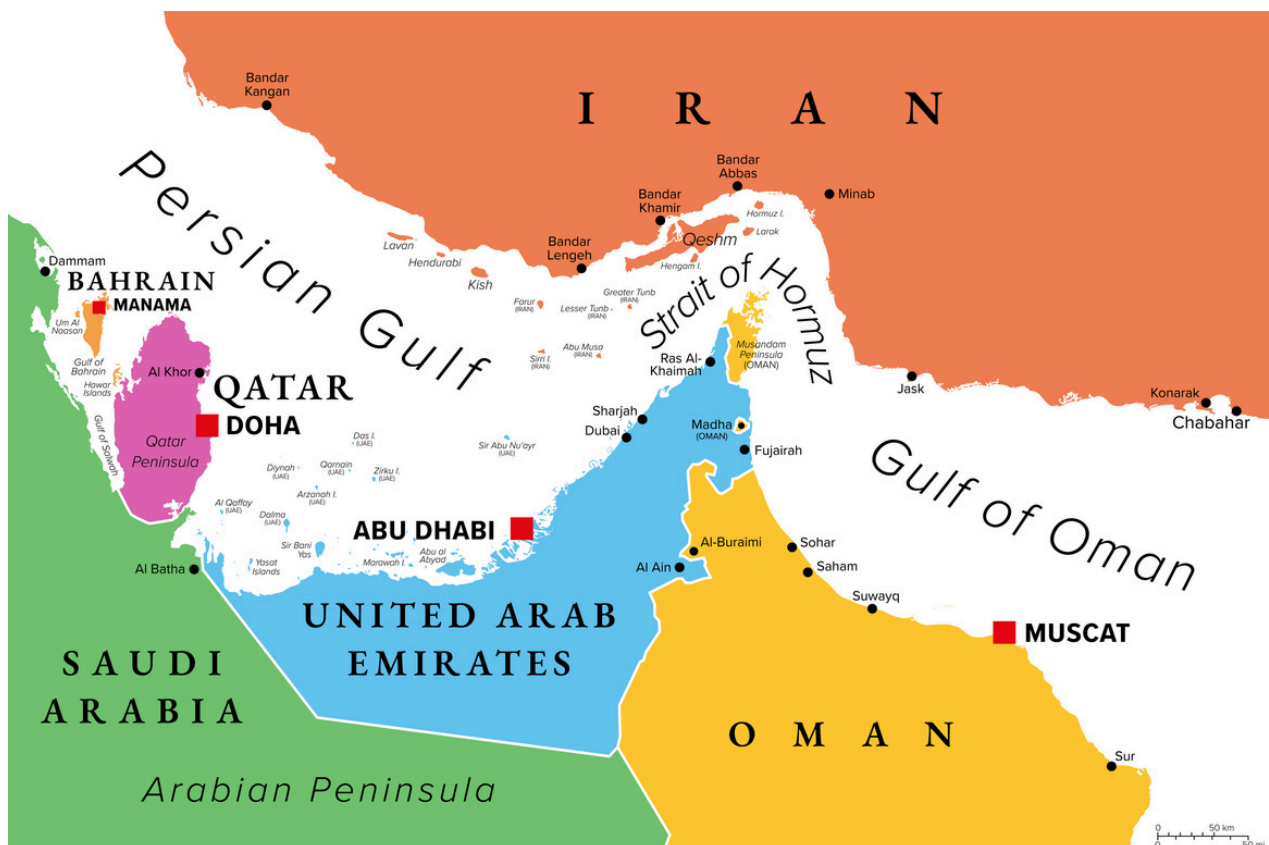 Bandar
Kangan
I R A N
Persian Gulf
Bandar
Abbas
Minab
Bandar
Khamir
Hormuz I.
Larak
Qeshm
Hengam I.
Lavan
Hendurabi
Kish
Bandar
Lengeh
Strait of Hormuz
Dammam
BAHRAIN
MANAMA
Um Al
Naasan
Gulf of
Bahrain
Hawar
Islands
Gulf of Salwah
Al Khor
QATAR
DOHA
Qatar
Peninsula
Farur
(IRAN)
Greater Tunb
(IRAN)
Lesser Tunb
(IRAN)
Sirri I.
(IRAN)
Abu Musa
(IRAN)
Musandam
Peninsula
(OMAN)
Ras Al-
Khaimah
Jask
Konarak
Chabahar
Sharjah
Dubai
Madha
(OMAN)
Fujairah
Gulf of Oman
Das I.
(UAE)
Sir Abu Nu'ayr
(UAE)
Diynah
(UAE)
Qarnain
(UAE)
Zirku I.
(UAE)
Arzanah I.
(UAE)
Al Qaffay
(UAE)
Dalma
(UAE)
Sir Bani
Yas
Yasat
Islands
Marawah I.
Abu al
Abyad
ABU DHABI
Al Batha
Al-Buraimi
Al Ain
Sohar
Saham
Suwayq
MUSCAT
UNITED ARAB
EMIRATES
SAUDI
ARABIA
O M A N
Sur
Arabian Peninsula
0 50 km
0 50 mi